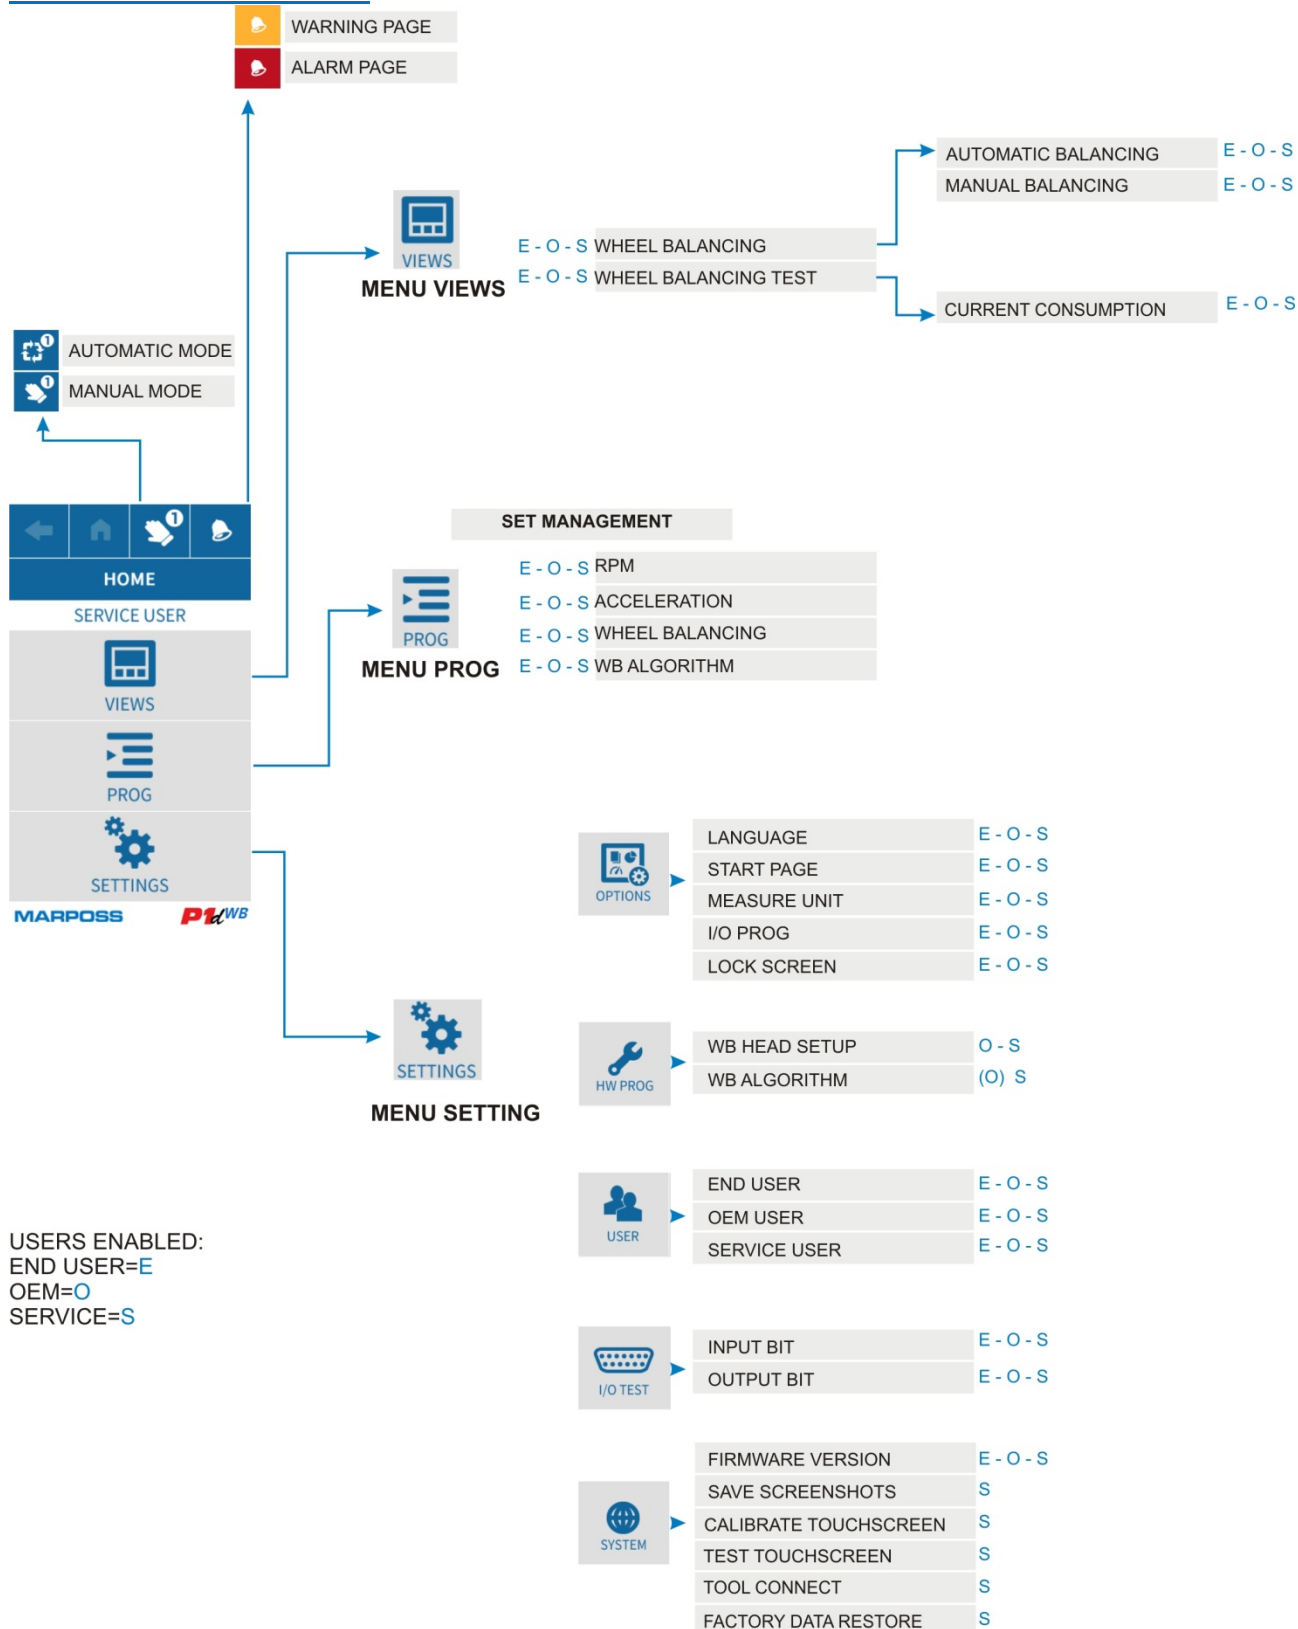 WARNING PAGE
ALARM PAGE
AUTOMATIC BALANCING E - O - S
MANUAL BALANCING E - O - S
VIEWS
MENU VIEWS
E - O - S WHEEL BALANCING
E - O - S WHEEL BALANCING TEST
CURRENT CONSUMPTION E - O - S
1 AUTOMATIC MODE
1 MANUAL MODE
1
HOME
SERVICE USER
VIEWS
PROG
SETTINGS
MARPOSS P1dWB
SET MANAGEMENT
PROG
MENU PROG
E - O - S RPM
E - O - S ACCELERATION
E - O - S WHEEL BALANCING
E - O - S WB ALGORITHM
SETTINGS
MENU SETTING
OPTIONS
LANGUAGE E - O - S
START PAGE E - O - S
MEASURE UNIT E - O - S
I/O PROG E - O - S
LOCK SCREEN E - O - S
HW PROG
WB HEAD SETUP O - S
WB ALGORITHM (O) S
USER
END USER E - O - S
OEM USER E - O - S
SERVICE USER E - O - S
USERS ENABLED:
END USER=E
OEM=O
SERVICE=S
I/O TEST
INPUT BIT E - O - S
OUTPUT BIT E - O - S
SYSTEM
FIRMWARE VERSION E - O - S
SAVE SCREENSHOTS S
CALIBRATE TOUCHSCREEN S
TEST TOUCHSCREEN S
TOOL CONNECT S
FACTORY DATA RESTORE S